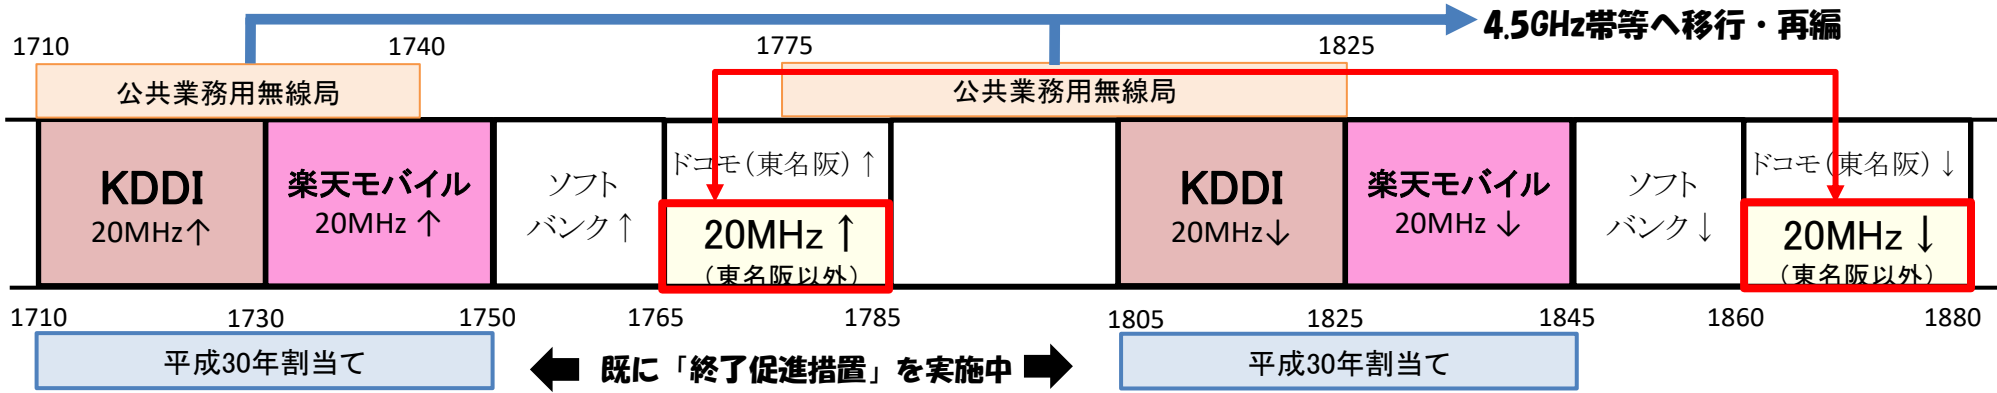 4.5GHz帯等へ移行・再編
1710 1740 1775 1825
公共業務用無線局 公共業務用無線局
KDDI
20MHz↑
楽天モバイル
20MHz ↑
ソフト
バンク↑
ドコモ(東名阪)↑
20MHz ↑
(東名阪以外)
KDDI
20MHz↓
楽天モバイル
20MHz ↓
ソフト
バンク↓
ドコモ(東名阪)↓
20MHz ↓
(東名阪以外)
1710 1730 1750 1765 1785 1805 1825 1845 1860 1880
平成30年割当て 既に「終了促進措置」を実施中 平成30年割当て